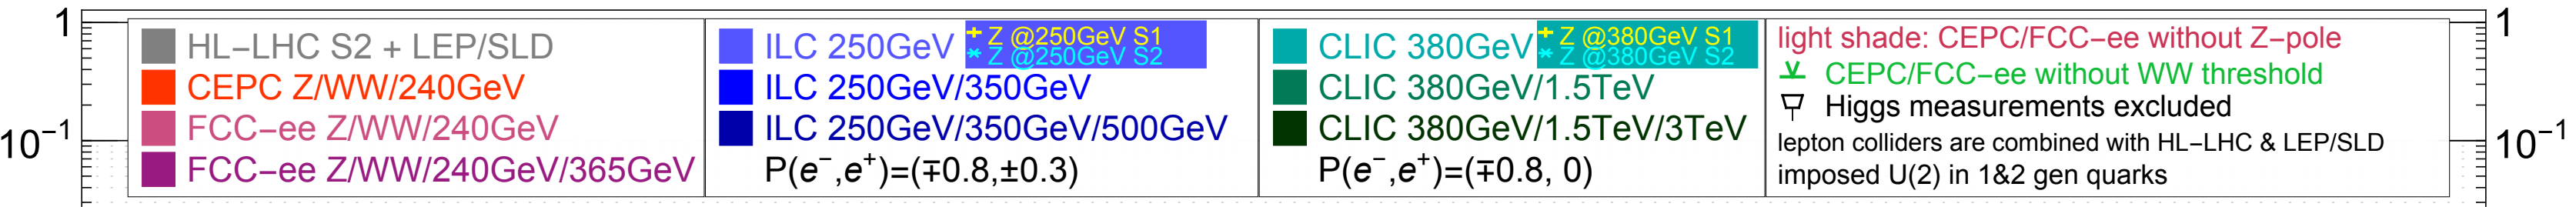 1
10⁻¹
HL−LHC S2 + LEP/SLD
CEPC Z/WW/240GeV
FCC−ee Z/WW/240GeV
FCC−ee Z/WW/240GeV/365GeV
ILC 250GeV
+ Z @250GeV S1
* Z @250GeV S2
ILC 250GeV/350GeV
ILC 250GeV/350GeV/500GeV
P(e⁻,e⁺)=(∓0.8,±0.3)
CLIC 380GeV
+ Z @380GeV S1
* Z @380GeV S2
CLIC 380GeV/1.5TeV
CLIC 380GeV/1.5TeV/3TeV
P(e⁻,e⁺)=(∓0.8, 0)
light shade: CEPC/FCC−ee without Z−pole
CEPC/FCC−ee without WW threshold
Higgs measurements excluded
lepton colliders are combined with HL−LHC & LEP/SLD
imposed U(2) in 1&2 gen quarks
1
10⁻¹